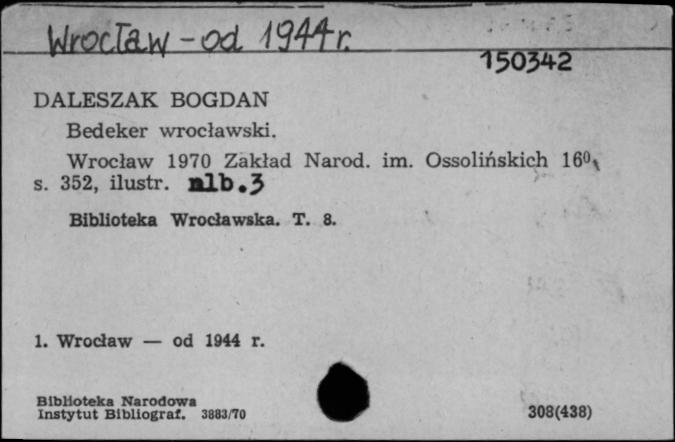 Wrocław - od 1944 r.
150342
DALESZAK BOGDAN
Bedeker wrocławski.
Wrocław 1970 Zakład Narod. im. Ossolińskich 16⁰,
s. 352, ilustr. nlb.3
Biblioteka Wrocławska. T. 8.
1. Wrocław — od 1944 r.
Biblioteka Narodowa
Instytut Bibliograf. 3883/70
308(438)